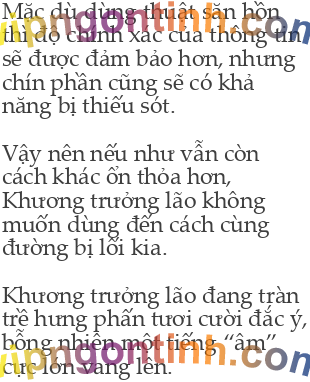 Mặc dù dùng thuật săn hồn
thì độ chính xác của thông tin
sẽ được đảm bảo hơn, nhưng
chín phần cũng sẽ có khả
năng bị thiếu sót.
Vậy nên nếu như vẫn còn
cách khác ổn thỏa hơn,
Khương trưởng lão không
muốn dùng đến cách cùng
đường bị lối kia.
Khương trưởng lão đang tràn
trề hưng phấn tươi cười đắc ý,
bỗng nhiên một tiếng “ầm”
cực lớn vang lên.